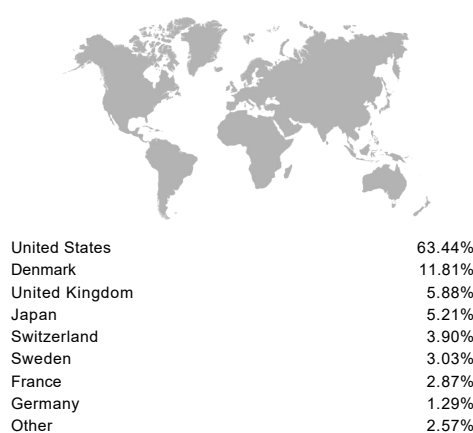 United States 63.44%
Denmark 11.81%
United Kingdom 5.88%
Japan 5.21%
Switzerland 3.90%
Sweden 3.03%
France 2.87%
Germany 1.29%
Other 2.57%